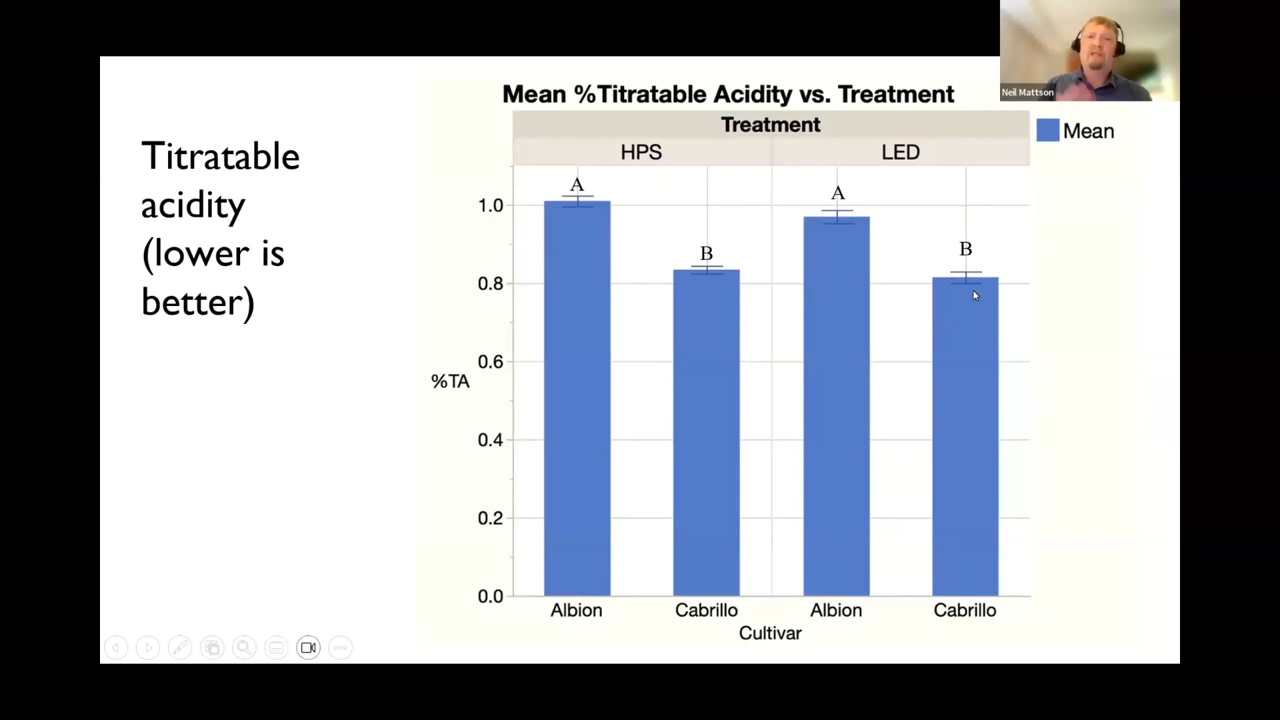 Neil Mattson
Titratable
acidity
(lower is
better)
Mean %Titratable Acidity vs. Treatment
Treatment
HPS LED
Mean
A A
B B
1.0
0.8
0.6
%TA
0.4
0.2
0.0
Albion Cabrillo Albion Cabrillo
Cultivar